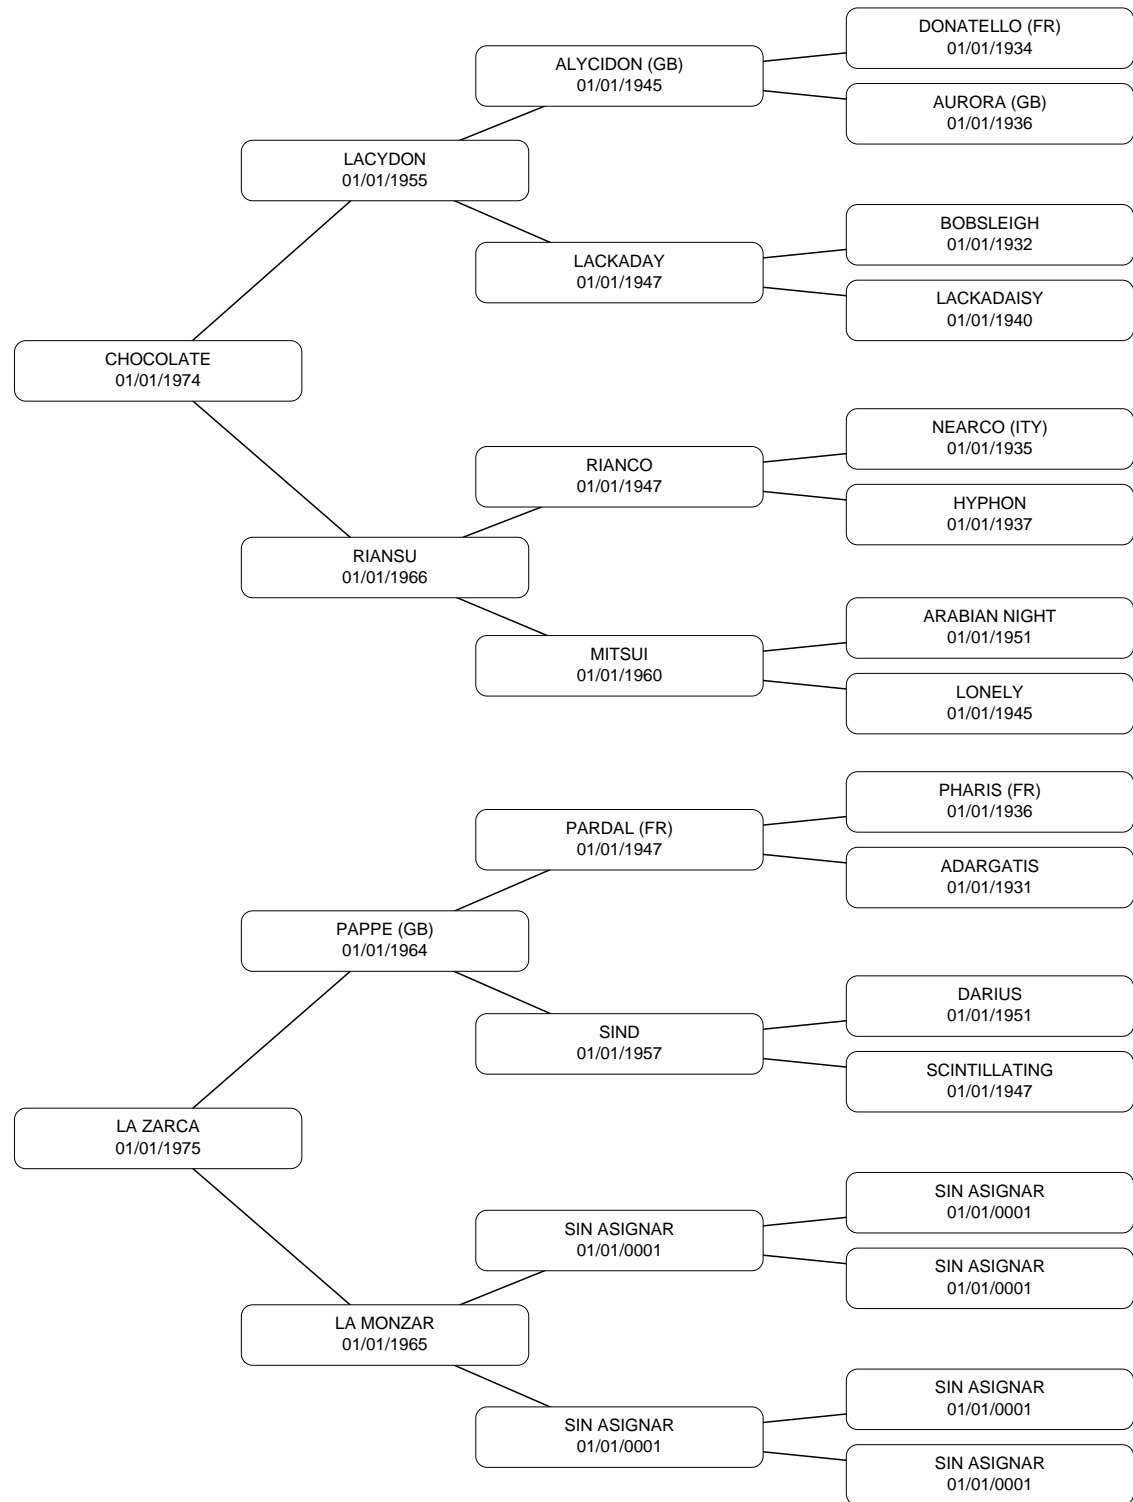 DONATELLO (FR)
01/01/1934
ALYCIDON (GB)
01/01/1945
AURORA (GB)
01/01/1936
LACYDON
01/01/1955
BOBSLEIGH
01/01/1932
LACKADAY
01/01/1947
LACKADAISY
01/01/1940
CHOCOLATE
01/01/1974
NEARCO (ITY)
01/01/1935
RIANCO
01/01/1947
HYPHON
01/01/1937
RIANSU
01/01/1966
ARABIAN NIGHT
01/01/1951
MITSUI
01/01/1960
LONELY
01/01/1945
PHARIS (FR)
01/01/1936
PARDAL (FR)
01/01/1947
ADARGATIS
01/01/1931
PAPPE (GB)
01/01/1964
DARIUS
01/01/1951
SIND
01/01/1957
SCINTILLATING
01/01/1947
LA ZARCA
01/01/1975
SIN ASIGNAR
01/01/0001
SIN ASIGNAR
01/01/0001
SIN ASIGNAR
01/01/0001
LA MONZAR
01/01/1965
SIN ASIGNAR
01/01/0001
SIN ASIGNAR
01/01/0001
SIN ASIGNAR
01/01/0001